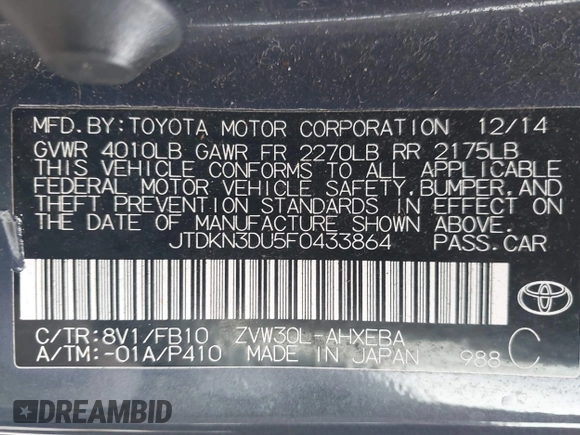 MFD.BY:TOYOTA MOTOR CORPORATION 12/14
GVWR 4010LB GAWR FR 2270LB RR 2175LB
THIS VEHICLE CONFORMS TO ALL APPLICABLE
FEDERAL MOTOR VEHICLE SAFETY,BUMPER,AND
THEFT PREVENTION STANDARDS IN EFFECT ON
THE DATE OF MANUFACTURE SHOWN ABOVE.
JTDKN3DU5F0433864 PASS.CAR
C/TR:8V1/FB10 ZVW30L-AHXEBA
A/TM:-01A/P410 MADE IN JAPAN 988 C
TOYOTA
DREAMBID